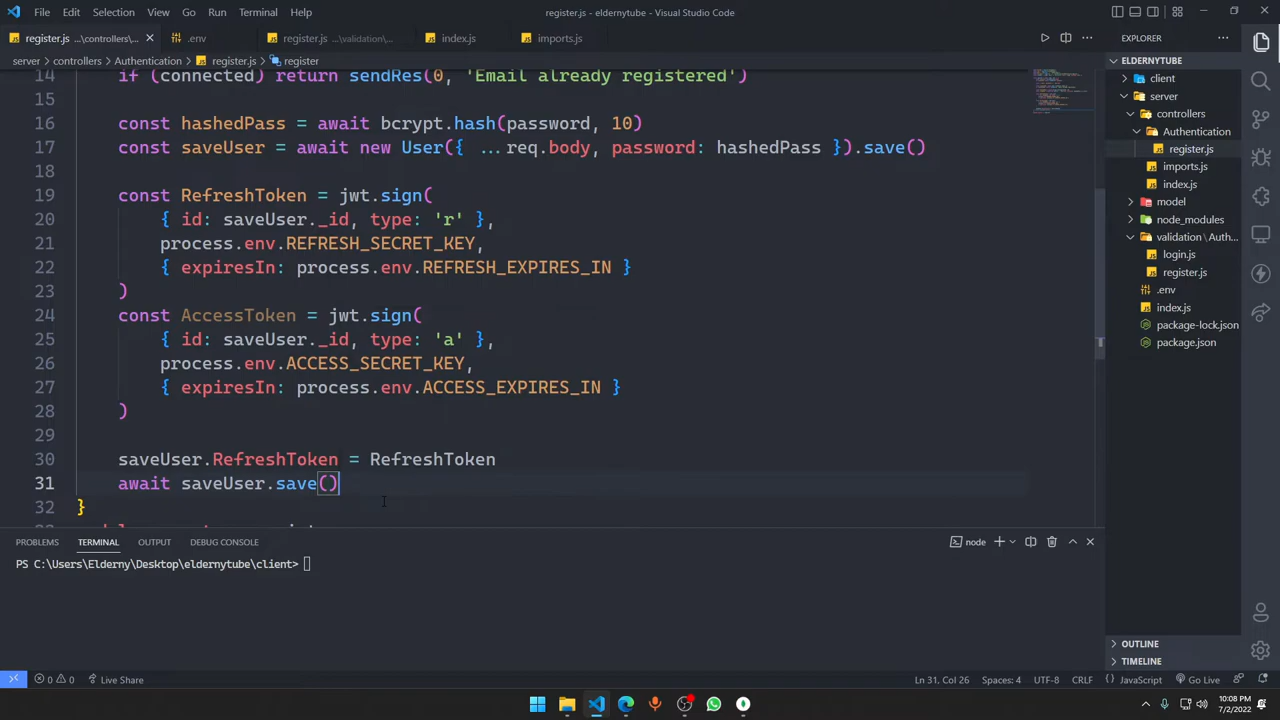 File Edit Selection View Go Run Terminal Help
register.js - eldernytube - Visual Studio Code
register.js ...\controllers\... .env register.js ...\validation\... index.js imports.js
server > controllers > Authentication > register.js > register
14 if (connected) return sendRes(0, 'Email already registered')
15
16 const hashedPass = await bcrypt.hash(password, 10)
17 const saveUser = await new User({ ...req.body, password: hashedPass }).save()
18
19 const RefreshToken = jwt.sign(
20 { id: saveUser._id, type: 'r' },
21 process.env.REFRESH_SECRET_KEY,
22 { expiresIn: process.env.REFRESH_EXPIRES_IN }
23 )
24 const AccessToken = jwt.sign(
25 { id: saveUser._id, type: 'a' },
26 process.env.ACCESS_SECRET_KEY,
27 { expiresIn: process.env.ACCESS_EXPIRES_IN }
28 )
29
30 saveUser.RefreshToken = RefreshToken
31 await saveUser.save()
32 }
EXPLORER
ELDERNYTUBE
client
server
controllers
Authentication
register.js
imports.js
index.js
model
node_modules
validation\Auth...
login.js
register.js
.env
index.js
package-lock.json
package.json
OUTLINE
TIMELINE
PROBLEMS TERMINAL OUTPUT DEBUG CONSOLE
node
PS C:\Users\Elderny\Desktop\eldernytube\client>
0 0 Live Share
Ln 31, Col 26 Spaces: 4 UTF-8 CRLF JavaScript Go Live
10:08 PM
7/2/2022